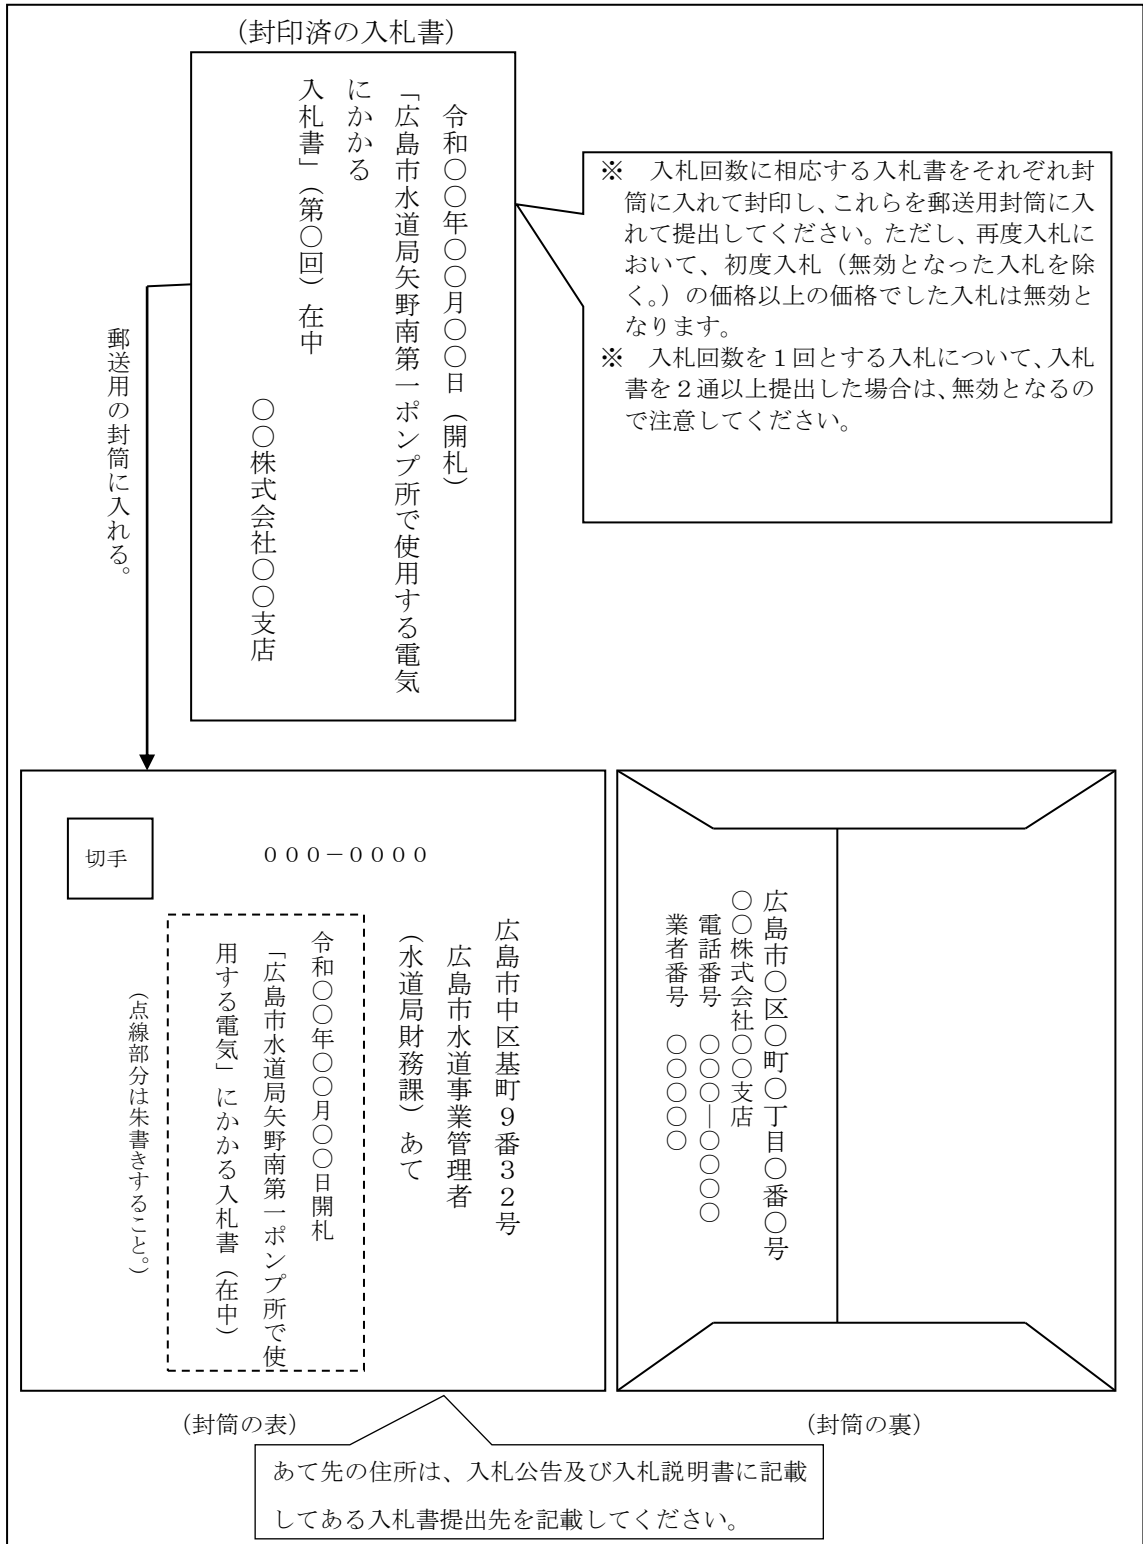 （封印済の入札書）
令和〇〇年〇〇月〇〇日（開札）
「広島市水道局矢野南第一ポンプ所で使用する電気
にかかる
入札書」（第〇回）在中
〇〇株式会社〇〇支店
※　入札回数に相応する入札書をそれぞれ封
筒に入れて封印し、これらを郵送用封筒に入
れて提出してください。ただし、再度入札に
おいて、初度入札（無効となった入札を除
く。）の価格以上の価格でした入札は無効と
なります。
※　入札回数を１回とする入札について、入札
書を２通以上提出した場合は、無効となるの
で注意してください。
郵送用の封筒に入れる。
切手
０００－００００
広島市中区基町９番３２号
広島市水道事業管理者
（水道局財務課）あて
令和〇〇年〇〇月〇〇日開札
「広島市水道局矢野南第一ポンプ所で使
用する電気」にかかる入札書（在中）
（点線部分は朱書きすること。）
広島市〇区〇町〇丁目〇番〇号
〇〇株式会社〇〇支店
電話番号　〇〇〇―〇〇〇〇
業者番号　〇〇〇〇〇
（封筒の表）
（封筒の裏）
あて先の住所は、入札公告及び入札説明書に記載
してある入札書提出先を記載してください。